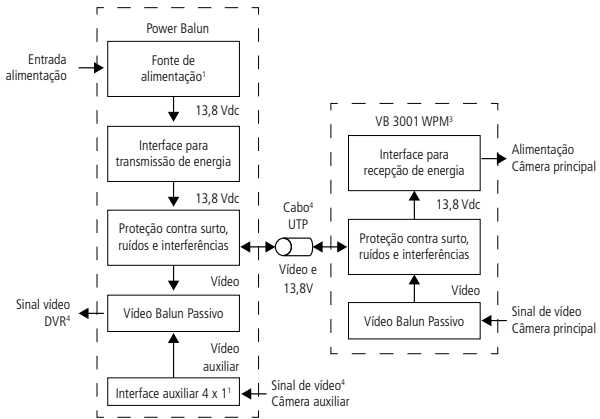 Power Balun
Entrada
alimentação
Fonte de
alimentação¹
13,8 Vdc
Interface para
transmissão de energia
13,8 Vdc
Proteção contra surto,
ruídos e interferências
Vídeo
Sinal vídeo
DVR⁴
Vídeo Balun Passivo
Vídeo
auxiliar
Interface auxiliar 4 x 1¹
Sinal de vídeo⁴
Câmera auxiliar
Cabo⁴
UTP
Vídeo e
13,8V
VB 3001 WPM³
Interface para
recepção de energia
Alimentação
Câmera principal
13,8 Vdc
Proteção contra surto,
ruídos e interferências
Vídeo
Vídeo Balun Passivo
Sinal de vídeo
Câmera principal